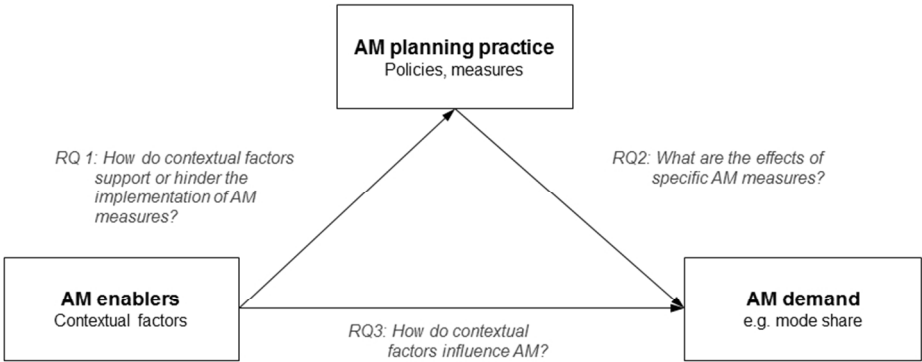 AM planning practice
Policies, measures
RQ 1: How do contextual factors
support or hinder the
implementation of AM
measures?
RQ2: What are the effects of
specific AM measures?
AM enablers
Contextual factors
RQ3: How do contextual
factors influence AM?
AM demand
e.g. mode share